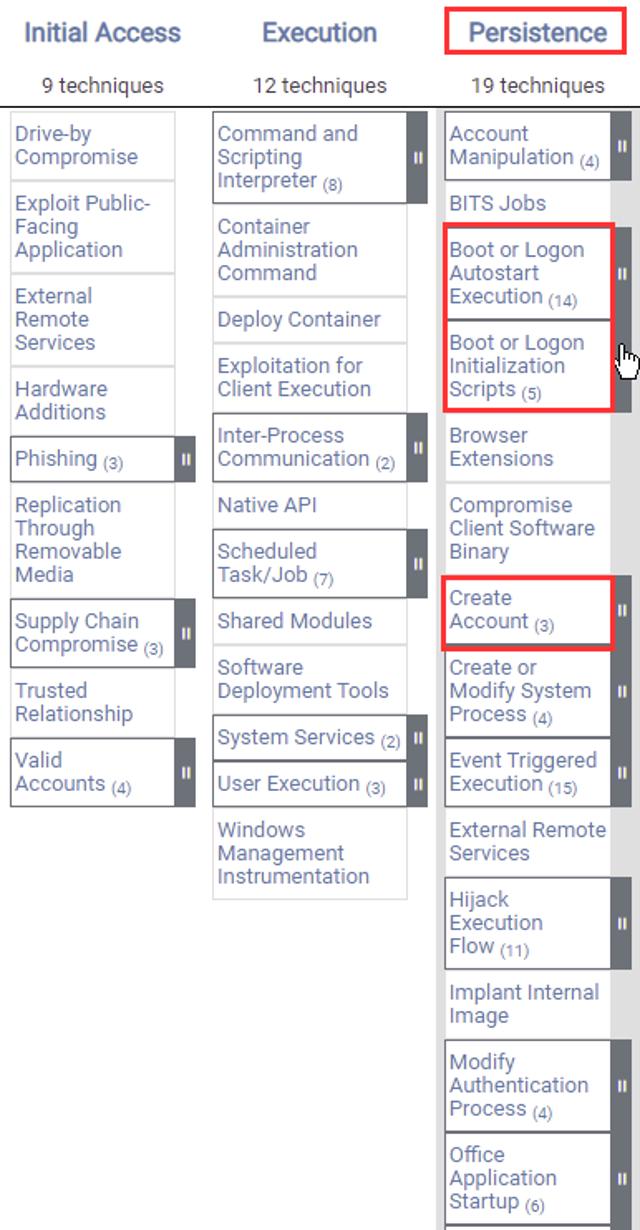 Initial Access
9 techniques
Drive-by
Compromise
Exploit Public-
Facing
Application
External
Remote
Services
Hardware
Additions
Phishing (3)
Replication
Through
Removable
Media
Supply Chain
Compromise (3)
Trusted
Relationship
Valid
Accounts (4)
Execution
12 techniques
Command and
Scripting
Interpreter (8)
Container
Administration
Command
Deploy Container
Exploitation for
Client Execution
Inter-Process
Communication (2)
Native API
Scheduled
Task/Job (7)
Shared Modules
Software
Deployment Tools
System Services (2)
User Execution (3)
Windows
Management
Instrumentation
Persistence
19 techniques
Account
Manipulation (4)
BITS Jobs
Boot or Logon
Autostart
Execution (14)
Boot or Logon
Initialization
Scripts (5)
Browser
Extensions
Compromise
Client Software
Binary
Create
Account (3)
Create or
Modify System
Process (4)
Event Triggered
Execution (15)
External Remote
Services
Hijack
Execution
Flow (11)
Implant Internal
Image
Modify
Authentication
Process (4)
Office
Application
Startup (6)